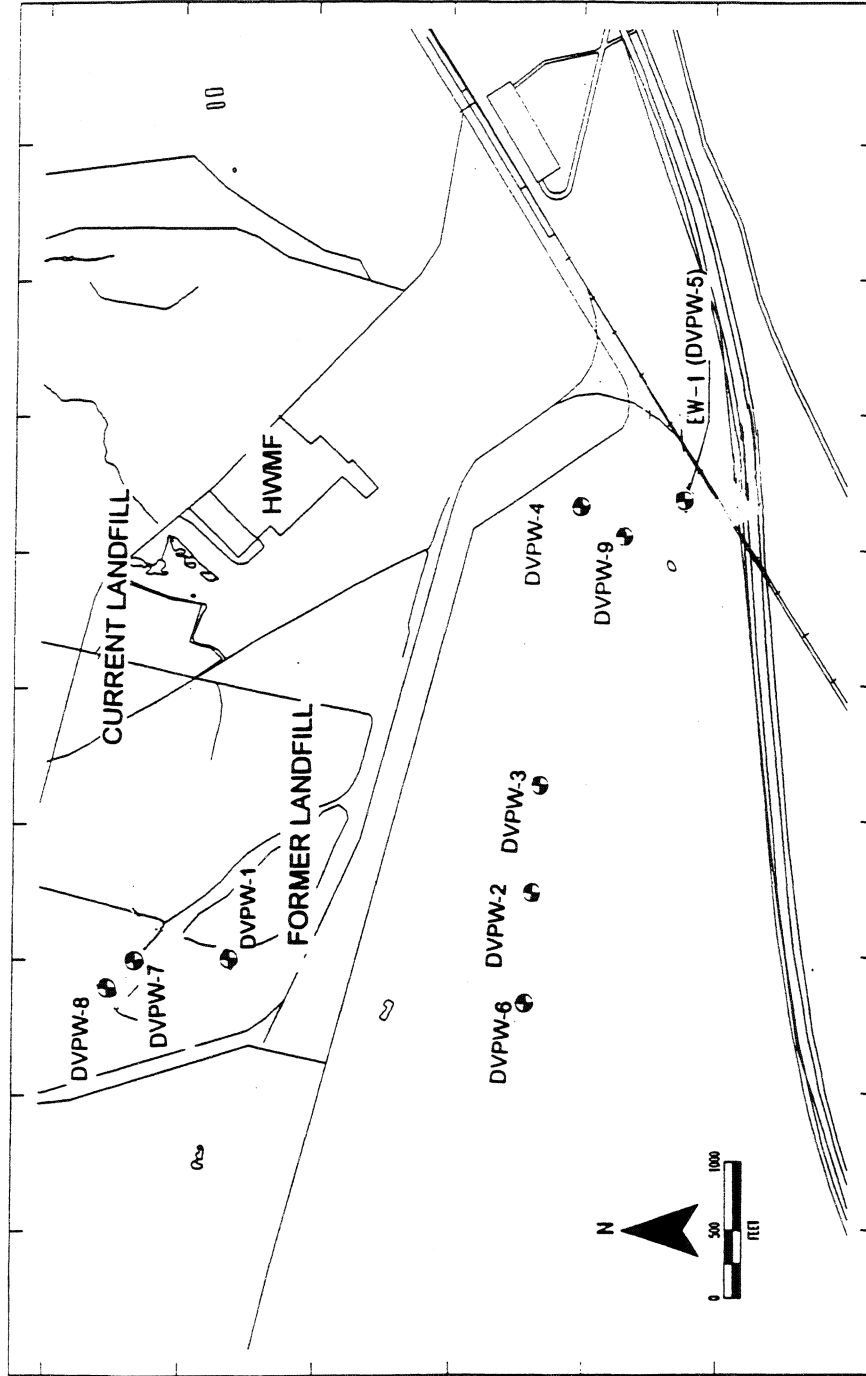 CURRENT LANDFILL
HWMF
DVPW-8
DVPW-7
DVPW-1
FORMER LANDFILL
DVPW-6
DVPW-2
DVPW-3
DVPW-4
DVPW-9
EW-1 (DVPW-5)
N
0 500 1000
FEET